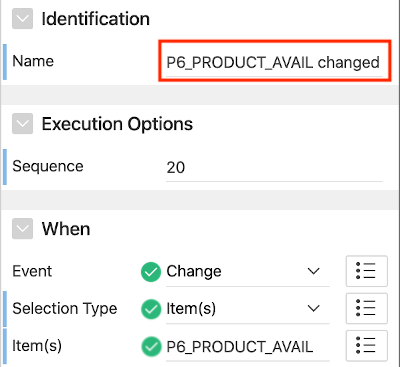 Identification
Name P6_PRODUCT_AVAIL changed
Execution Options
Sequence 20
When
Event Change
Selection Type Item(s)
Item(s) P6_PRODUCT_AVAIL